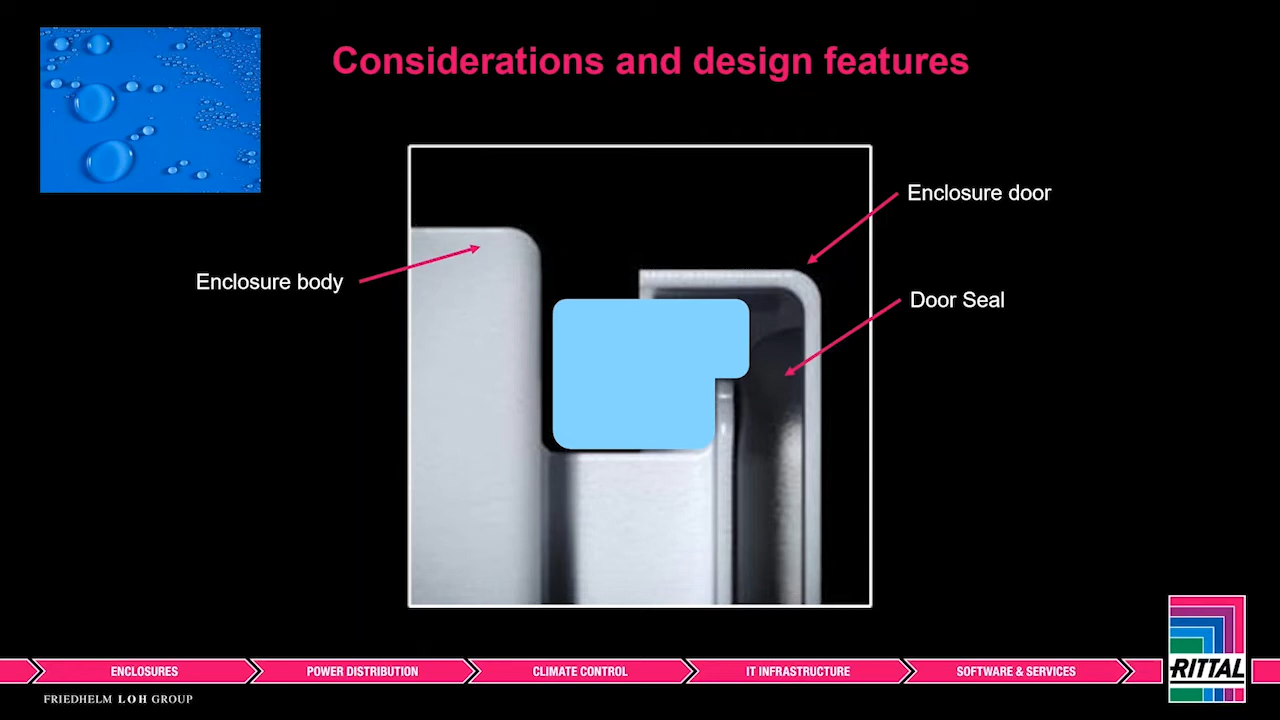 Considerations and design features
Enclosure door
Enclosure body
Door Seal
ENCLOSURES
POWER DISTRIBUTION
CLIMATE CONTROL
IT INFRASTRUCTURE
SOFTWARE & SERVICES
RITTAL
FRIEDHELM LOH GROUP